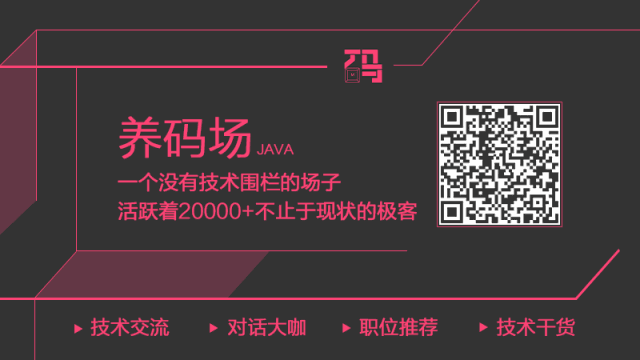 码
养码场 JAVA
一个没有技术围栏的场子
活跃着20000+不止于现状的极客
▶ 技术交流 ▶ 对话大咖 ▶ 职位推荐 ▶ 技术干货